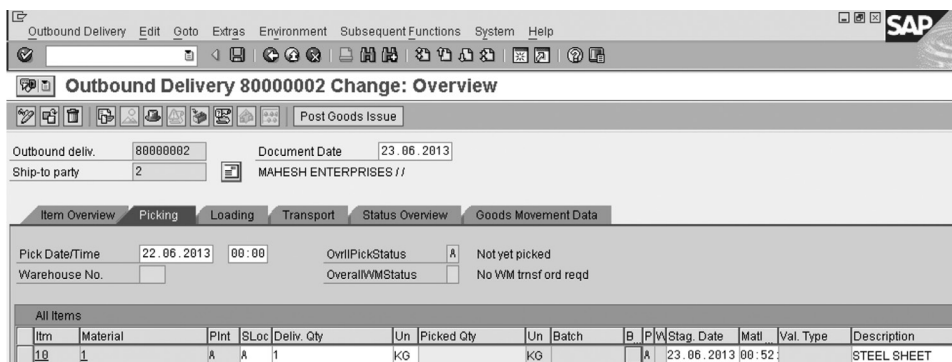 Outbound Delivery Edit Goto Extras Environment Subsequent Functions System Help
SAP
Outbound Delivery 80000002 Change: Overview
Post Goods Issue
Outbound deliv. 80000002 Document Date 23.06.2013
Ship-to party 2 MAHESH ENTERPRISES / /
Item Overview Picking Loading Transport Status Overview Goods Movement Data
Pick Date/Time 22.06.2013 00:00 OvrllPickStatus A Not yet picked
Warehouse No. OverallWMStatus No WM trnsf ord reqd
All Items
Itm Material Plnt SLoc Deliv. Qty Un Picked Qty Un Batch B... P W Stag. Date Matl ... Val. Type Description
10 1 A A 1 KG KG A 23.06.2013 00:52: STEEL SHEET